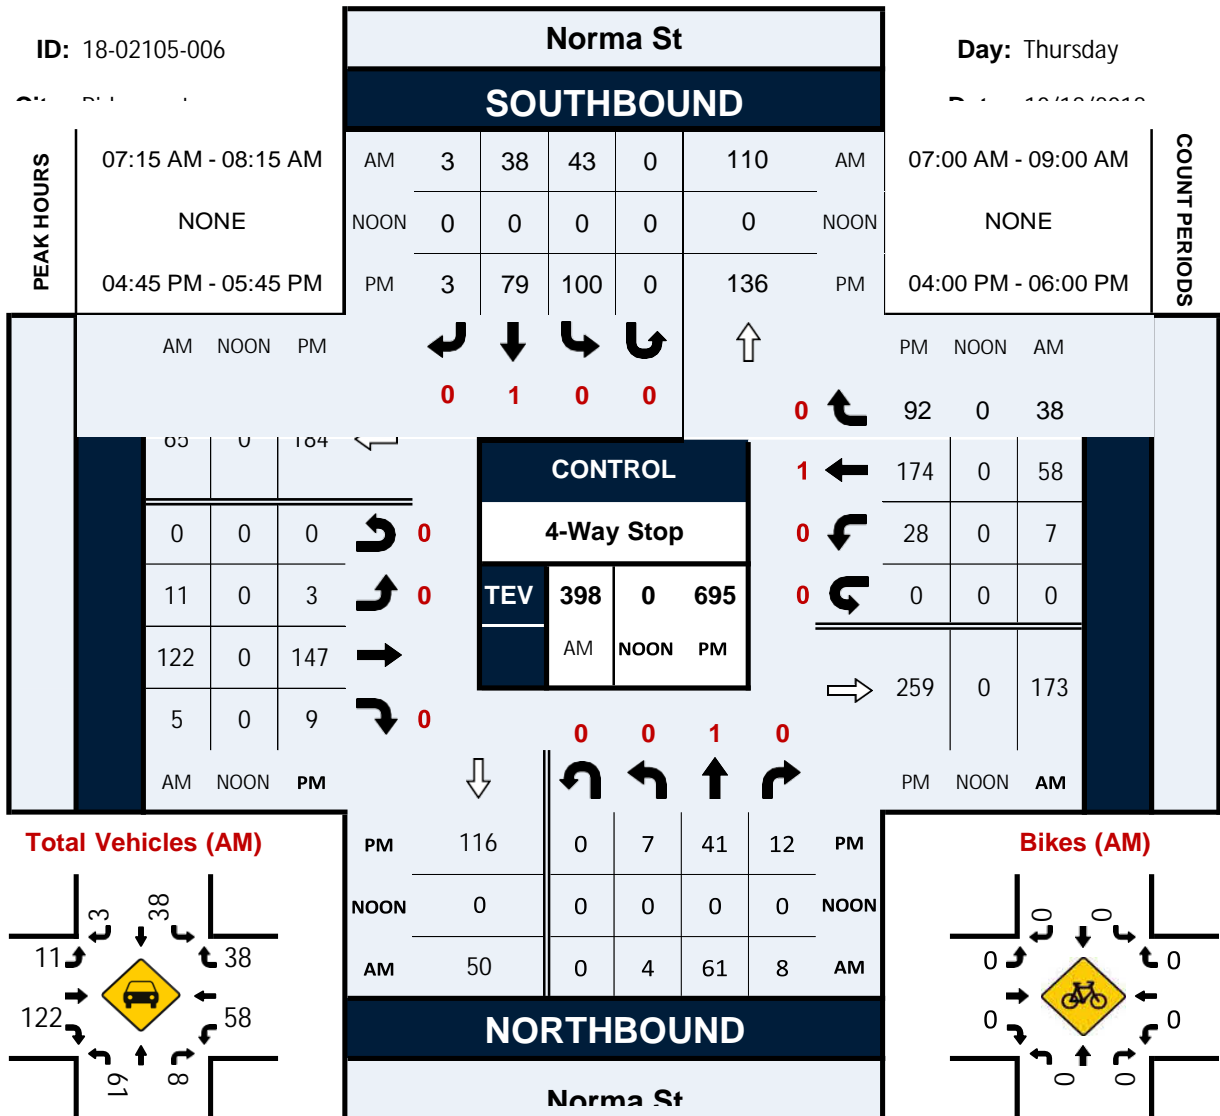 Norma St
ID: 18-02105-006
Day: Thursday
SOUTHBOUND
PEAK HOURS
07:15 AM - 08:15 AM
AM 3 38 43 0 110 AM
07:00 AM - 09:00 AM
COUNT PERIODS
NONE
NOON 0 0 0 0 0 NOON
NONE
04:45 PM - 05:45 PM
PM 3 79 100 0 136 PM
04:00 PM - 06:00 PM
AM NOON PM
PM NOON AM
0 1 0 0
0 92 0 38
65 0 184
CONTROL
1 174 0 58
0 0 0 0
4-Way Stop
0 28 0 7
11 0 3 0
TEV 398 0 695
0 0 0 0
AM NOON PM
122 0 147
259 0 173
5 0 9 0
0 0 1 0
AM NOON PM
PM NOON AM
Total Vehicles (AM)
PM 116 0 7 41 12 PM
Bikes (AM)
NOON 0 0 0 0 0 NOON
AM 50 0 4 61 8 AM
3 38
11 38
122 58
61 8
0 0
0 0
0 0
0 0
NORTHBOUND
Norma St